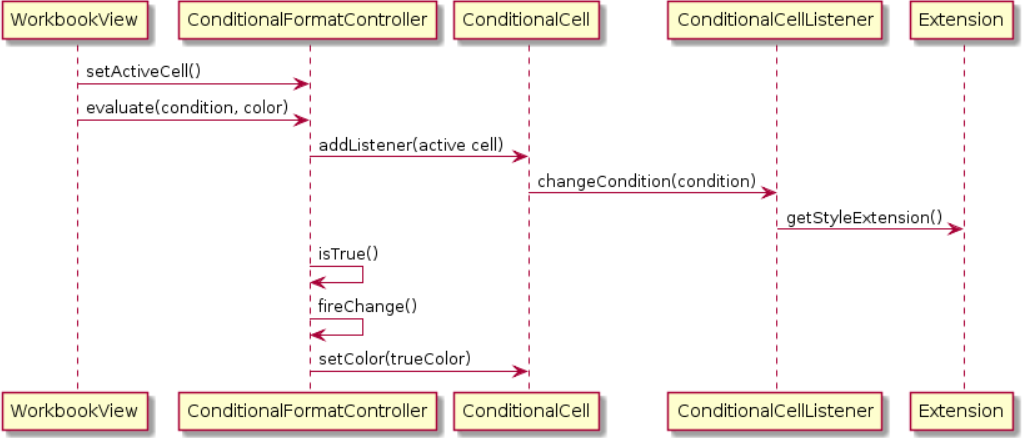 WorkbookView
ConditionalFormatController
ConditionalCell
ConditionalCellListener
Extension
setActiveCell()
evaluate(condition, color)
addListener(active cell)
changeCondition(condition)
getStyleExtension()
isTrue()
fireChange()
setColor(trueColor)
WorkbookView
ConditionalFormatController
ConditionalCell
ConditionalCellListener
Extension